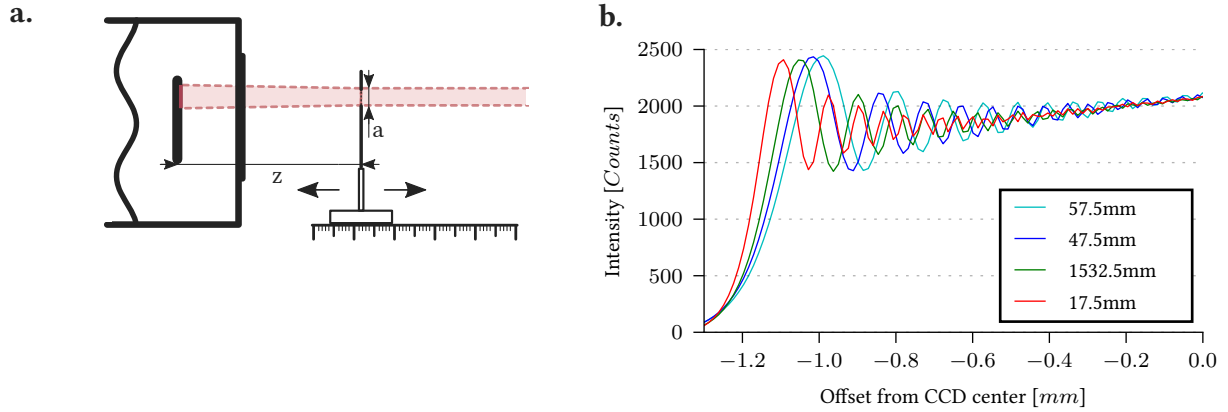 a.
a
z
b.
2500
2000
1500
1000
500
0
Intensity [Counts]
57.5mm
47.5mm
1532.5mm
17.5mm
−1.2
−1.0
−0.8
−0.6
−0.4
−0.2
0.0
Offset from CCD center [mm]